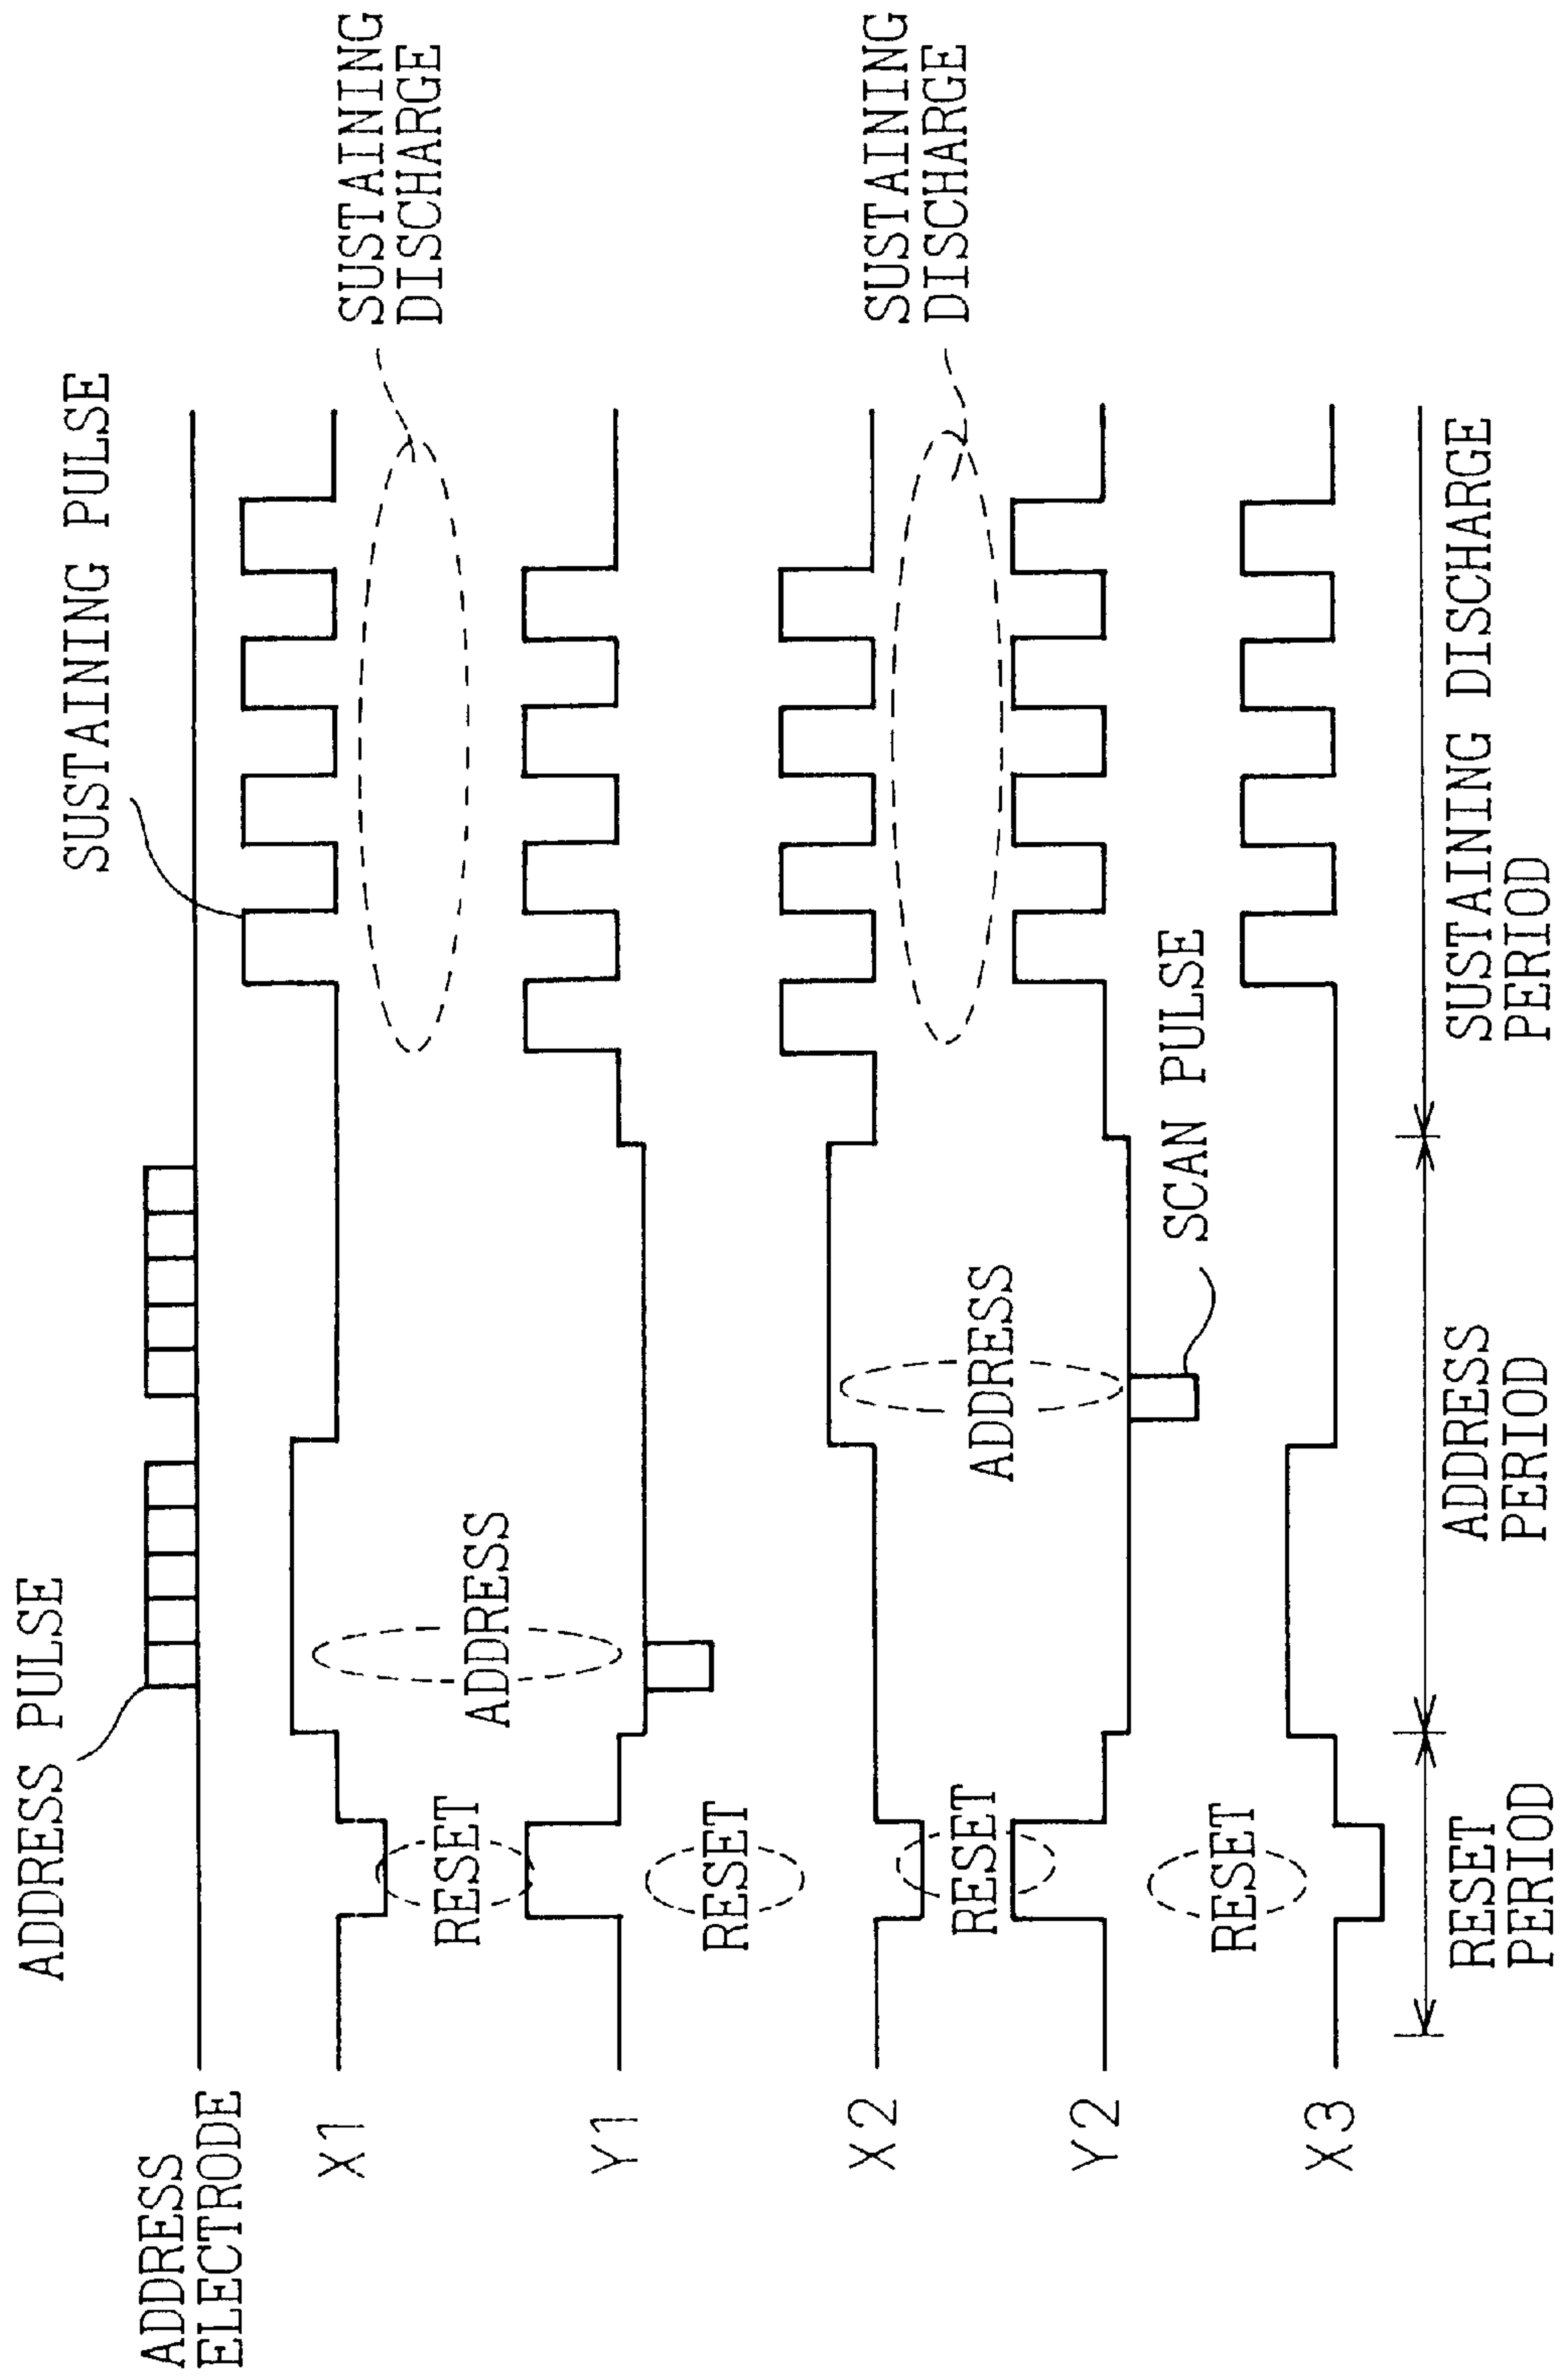 ADDRESS
ELECTRODE
ADDRESS PULSE
SUSTAINING PULSE
X1
RESET
ADDRESS
SUSTAINING
DISCHARGE
Y1
RESET
X2
RESET
ADDRESS
SUSTAINING
DISCHARGE
Y2
RESET
SCAN PULSE
X3
RESET
PERIOD
ADDRESS
PERIOD
SUSTAINING DISCHARGE
PERIOD